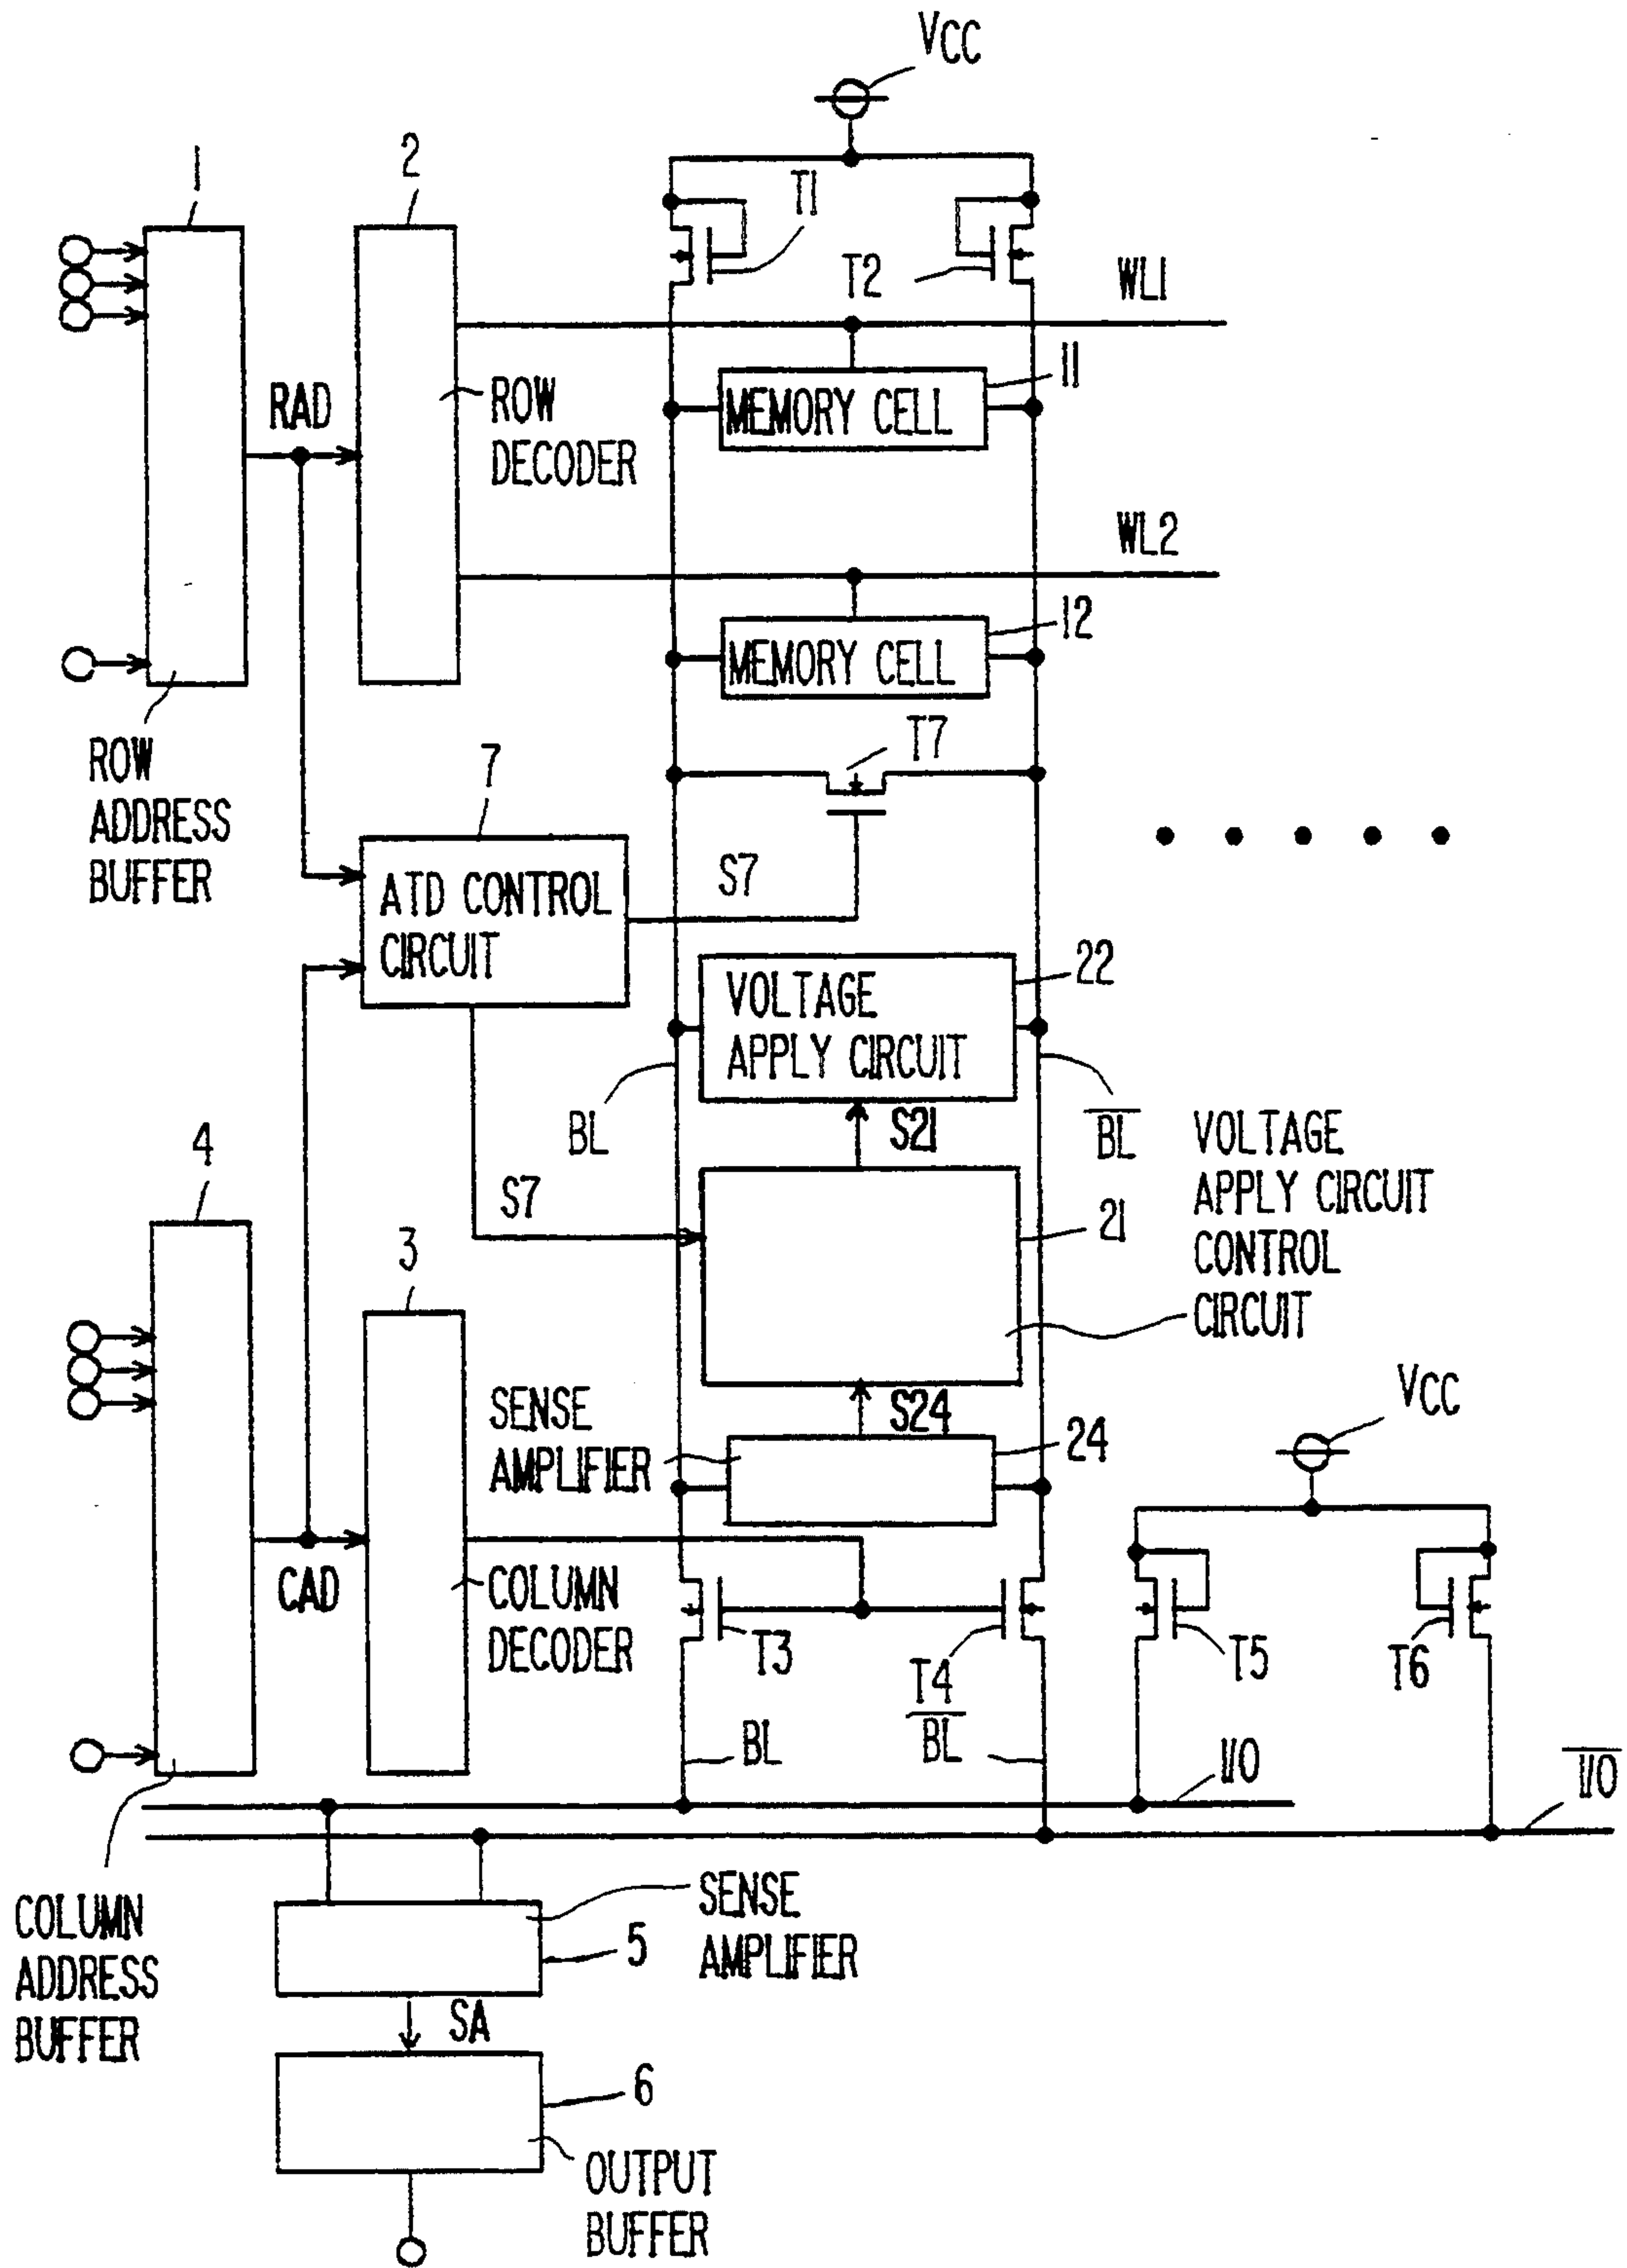 VCC
1
2
T1
T2
WL1
11
MEMORY CELL
RAD
ROW
DECODER
WL2
12
MEMORY CELL
T7
ROW
ADDRESS
BUFFER
7
ATD CONTROL
CIRCUIT
S7
22
VOLTAGE
APPLY CIRCUIT
BL
BL
S21
VOLTAGE
APPLY CIRCUIT
CONTROL
CIRCUIT
4
S7
21
3
SENSE
AMPLIFIER
S24
24
VCC
CAD
COLUMN
DECODER
T3
T4
T5
T6
BL
BL
I/O
I/O
COLUMN
ADDRESS
BUFFER
SENSE
AMPLIFIER
5
SA
6
OUTPUT
BUFFER